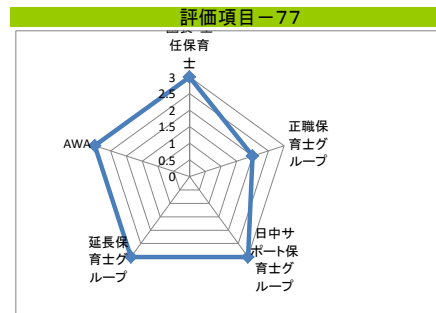 評価項目－77
任保育
士
3
2.5
2
1.5
1
0.5
0
正職保
育士グ
ループ
日中サ
ポート保
育士グ
ループ
延長保
育士グ
ループ
AWA